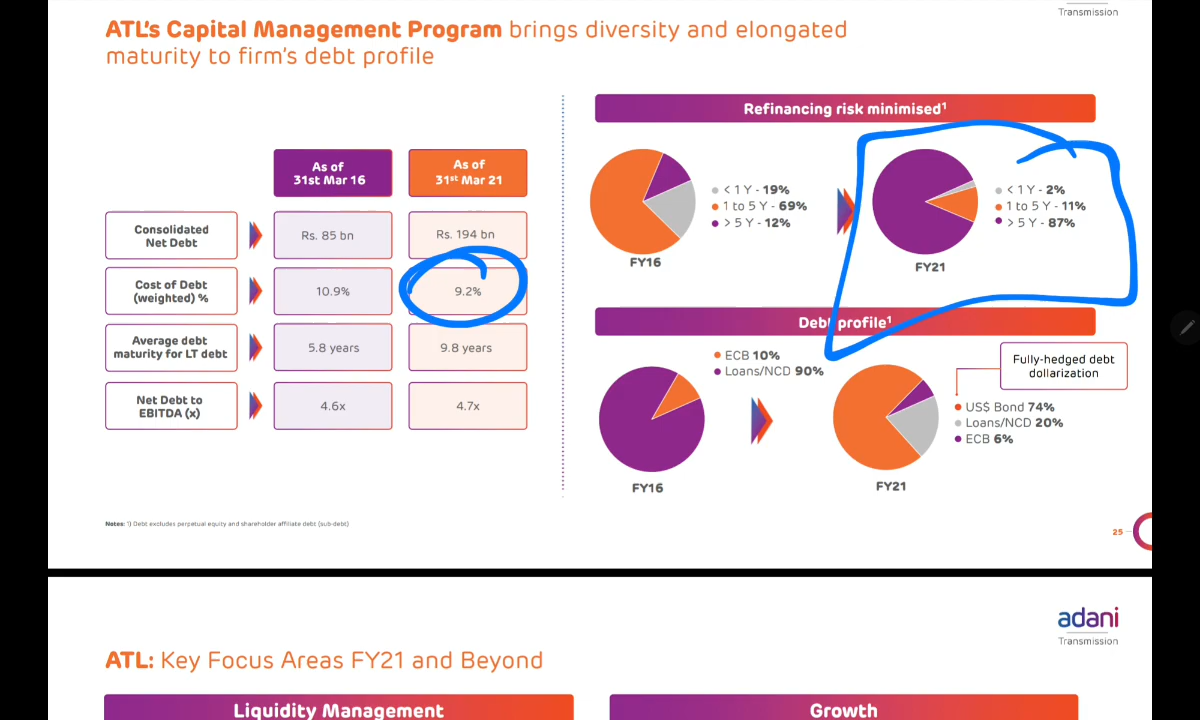 Transmission
ATL's Capital Management Program brings diversity and elongated
maturity to firm's debt profile
As of
31st Mar 16
As of
31st Mar 21
Consolidated
Net Debt
Rs. 85 bn
Rs. 194 bn
Cost of Debt
(weighted) %
10.9%
9.2%
Average debt
maturity for LT debt
5.8 years
9.8 years
Net Debt to
EBITDA (x)
4.6x
4.7x
Refinancing risk minimised1
< 1 Y - 19%
1 to 5 Y - 69%
> 5 Y - 12%
FY16
< 1 Y - 2%
1 to 5 Y - 11%
> 5 Y - 87%
FY21
Debt profile1
ECB 10%
Loans/NCD 90%
FY16
Fully-hedged debt
dollarization
US$ Bond 74%
Loans/NCD 20%
ECB 6%
FY21
Notes: 1) Debt excludes perpetual equity and shareholder affiliate debt (sub-debt)
25
adani
Transmission
ATL: Key Focus Areas FY21 and Beyond
Liquidity Management
Growth